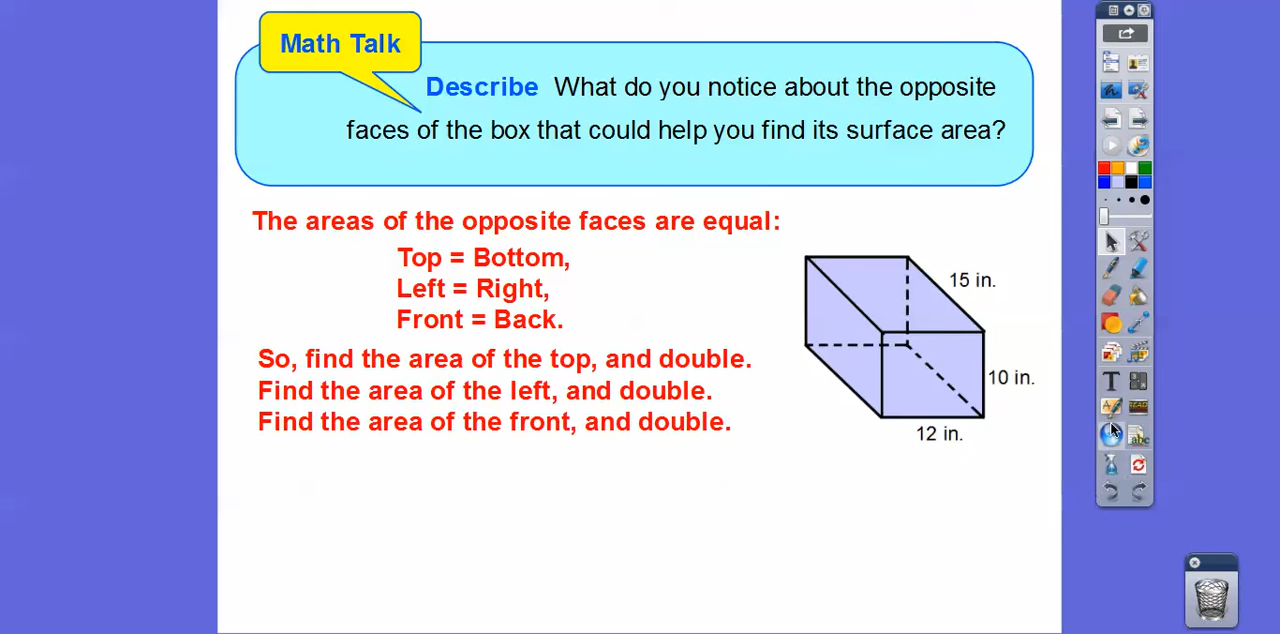 Math Talk
Describe What do you notice about the opposite
faces of the box that could help you find its surface area?
The areas of the opposite faces are equal:
Top = Bottom,
Left = Right,
Front = Back.
So, find the area of the top, and double.
Find the area of the left, and double.
Find the area of the front, and double.
15 in.
10 in.
12 in.
T
READ
abc